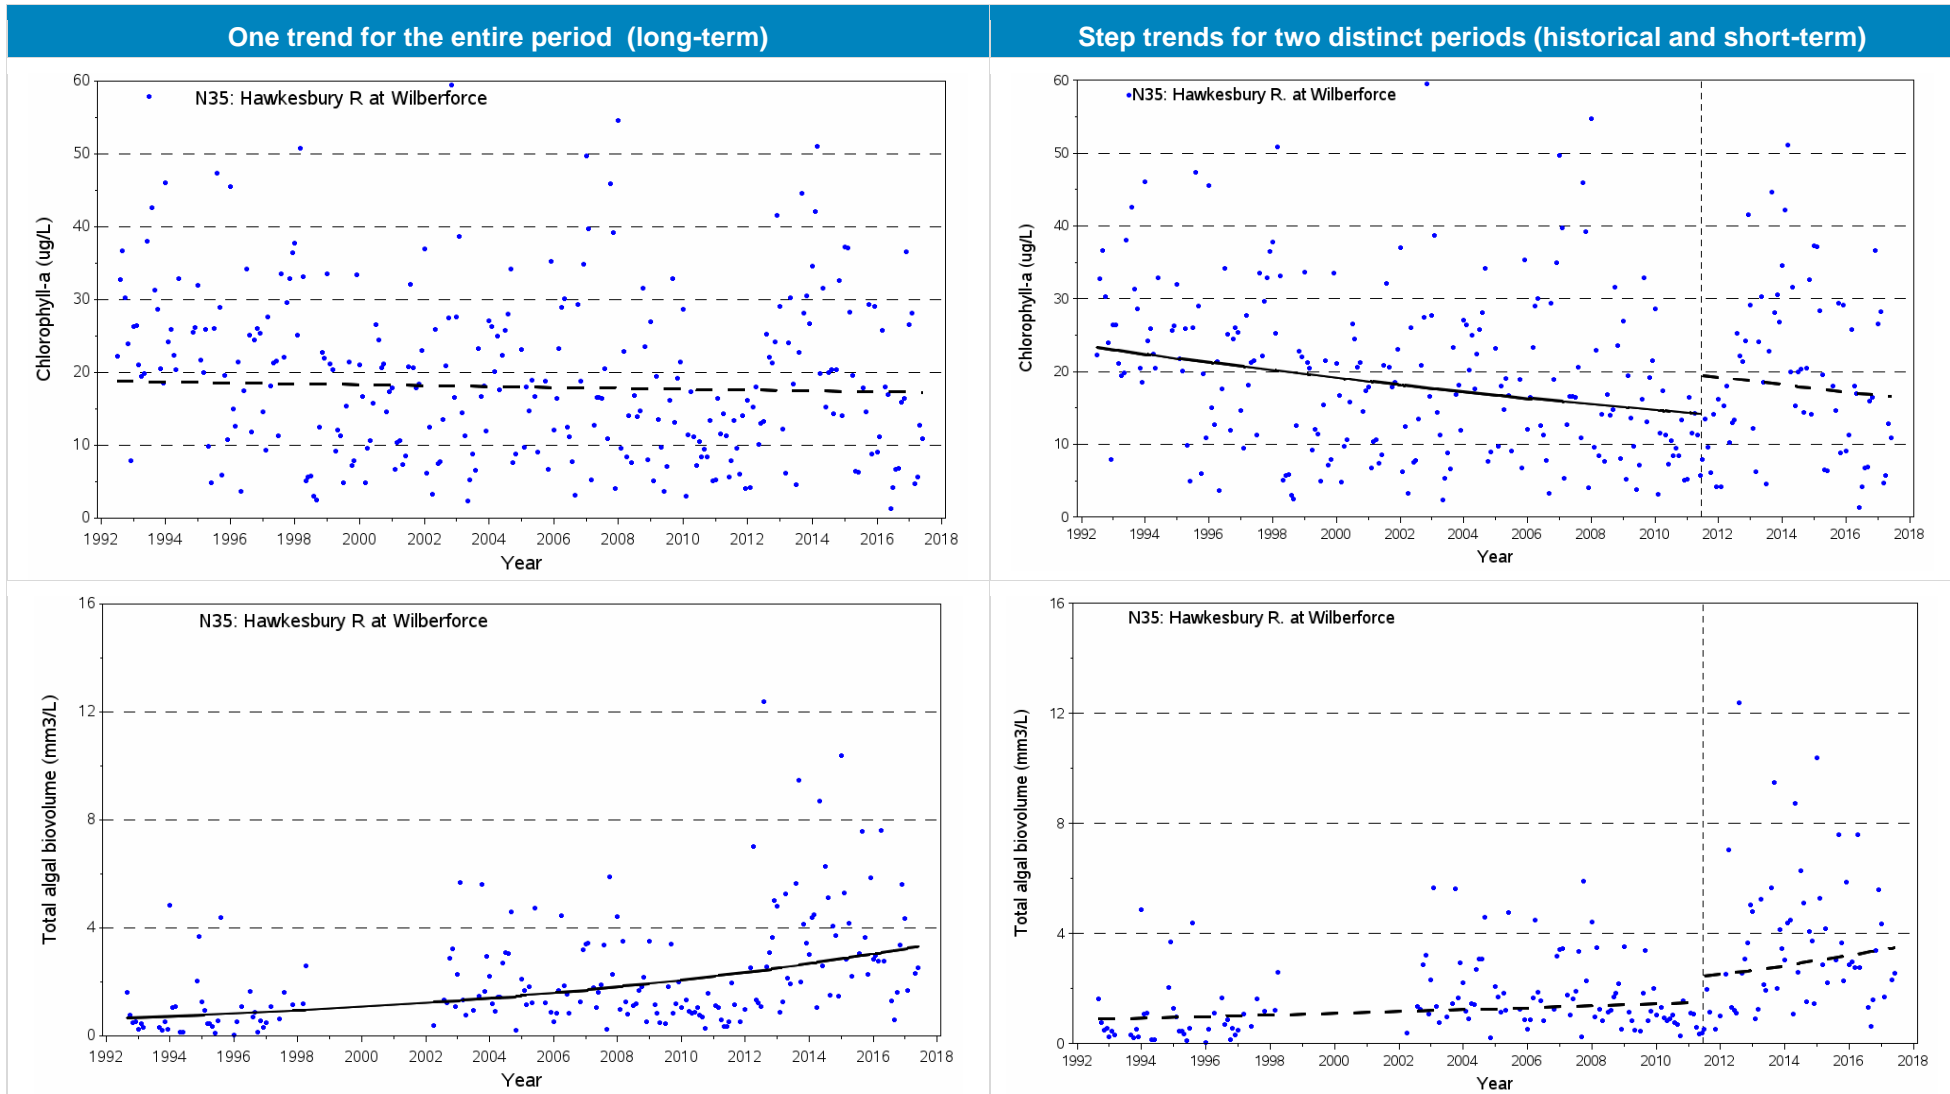 One trend for the entire period (long-term)
Step trends for two distinct periods (historical and short-term)
N35: Hawkesbury R at Wilberforce
Chlorophyll-a (ug/L)
60
50
40
30
20
10
0
1992 1994 1996 1998 2000 2002 2004 2006 2008 2010 2012 2014 2016 2018
Year
N35: Hawkesbury R. at Wilberforce
Chlorophyll-a (ug/L)
60
50
40
30
20
10
0
1992 1994 1996 1998 2000 2002 2004 2006 2008 2010 2012 2014 2016 2018
Year
N35: Hawkesbury R at Wilberforce
Total algal biovolume (mm3/L)
16
12
8
4
0
1992 1994 1996 1998 2000 2002 2004 2006 2008 2010 2012 2014 2016 2018
Year
N35: Hawkesbury R. at Wilberforce
Total algal biovolume (mm3/L)
16
12
8
4
0
1992 1994 1996 1998 2000 2002 2004 2006 2008 2010 2012 2014 2016 2018
Year